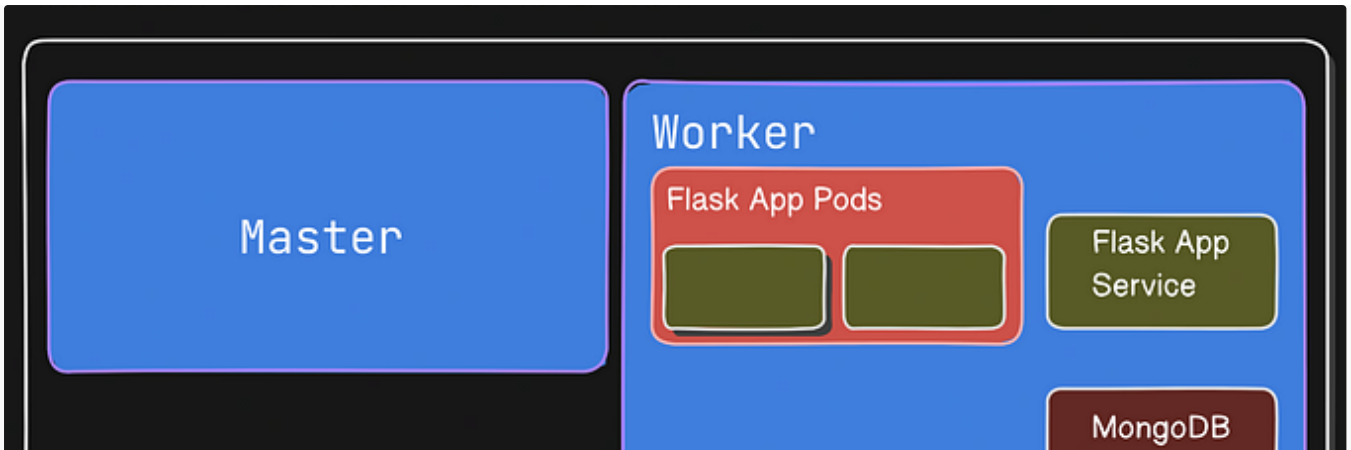 Master
Worker
Flask App Pods
Flask App
Service
MongoDB